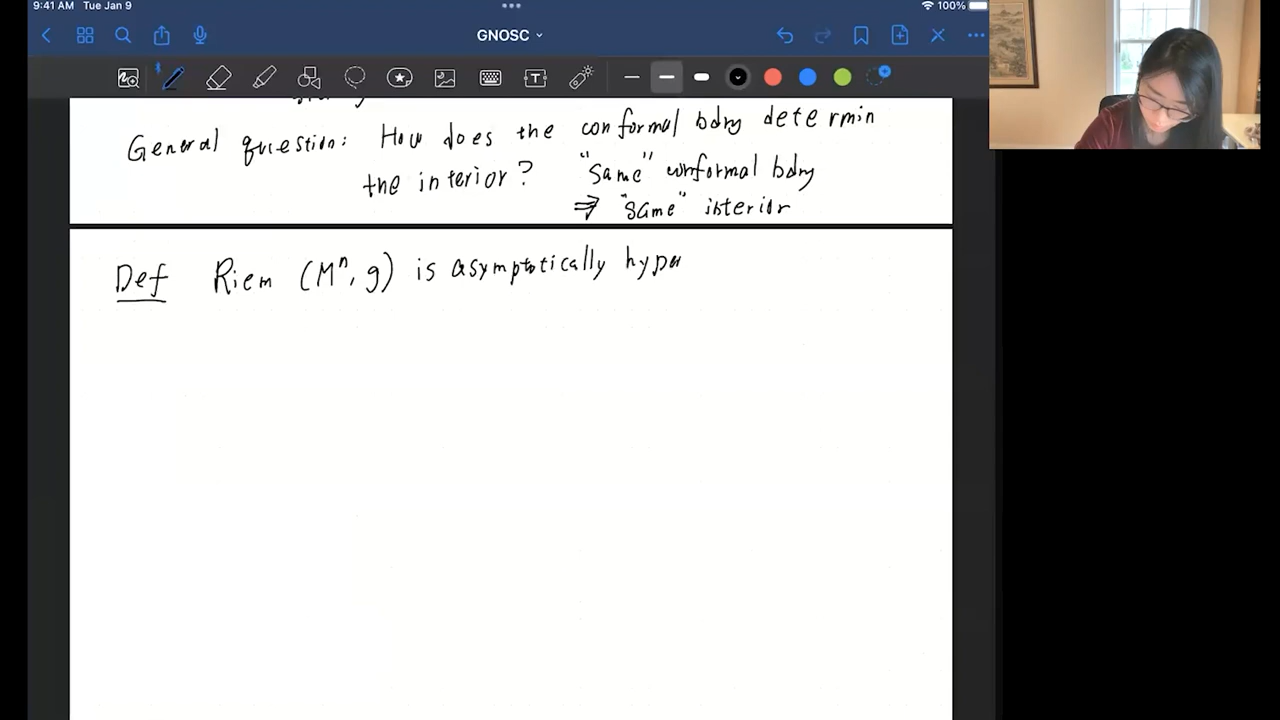 9:41 AM Tue Jan 9
100%
GNOSC
General question: How does the conformal bdry determin
the interior? "same" conformal bdry
⇒ "same" interior
Def Riem (Mⁿ, g) is asymptotically hyper